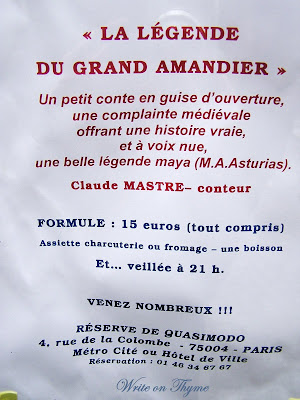 « LA LÉGENDE
DU GRAND AMANDIER »
Un petit conte en guise d'ouverture,
une complainte médiévale
offrant une histoire vraie,
et à voix nue,
une belle légende maya (M.A.Asturias).
Claude MASTRE– conteur
FORMULE : 15 euros (tout compris)
Assiette charcuterie ou fromage – une boisson
Et... veillée à 21 h.
VENEZ NOMBREUX !!!
RÉSERVE DE QUASIMODO
4, rue de la Colombe - 75004 - PARIS
Métro Cité ou Hôtel de Ville
Réservation : 01 46 34 67 67
Write on Thyme